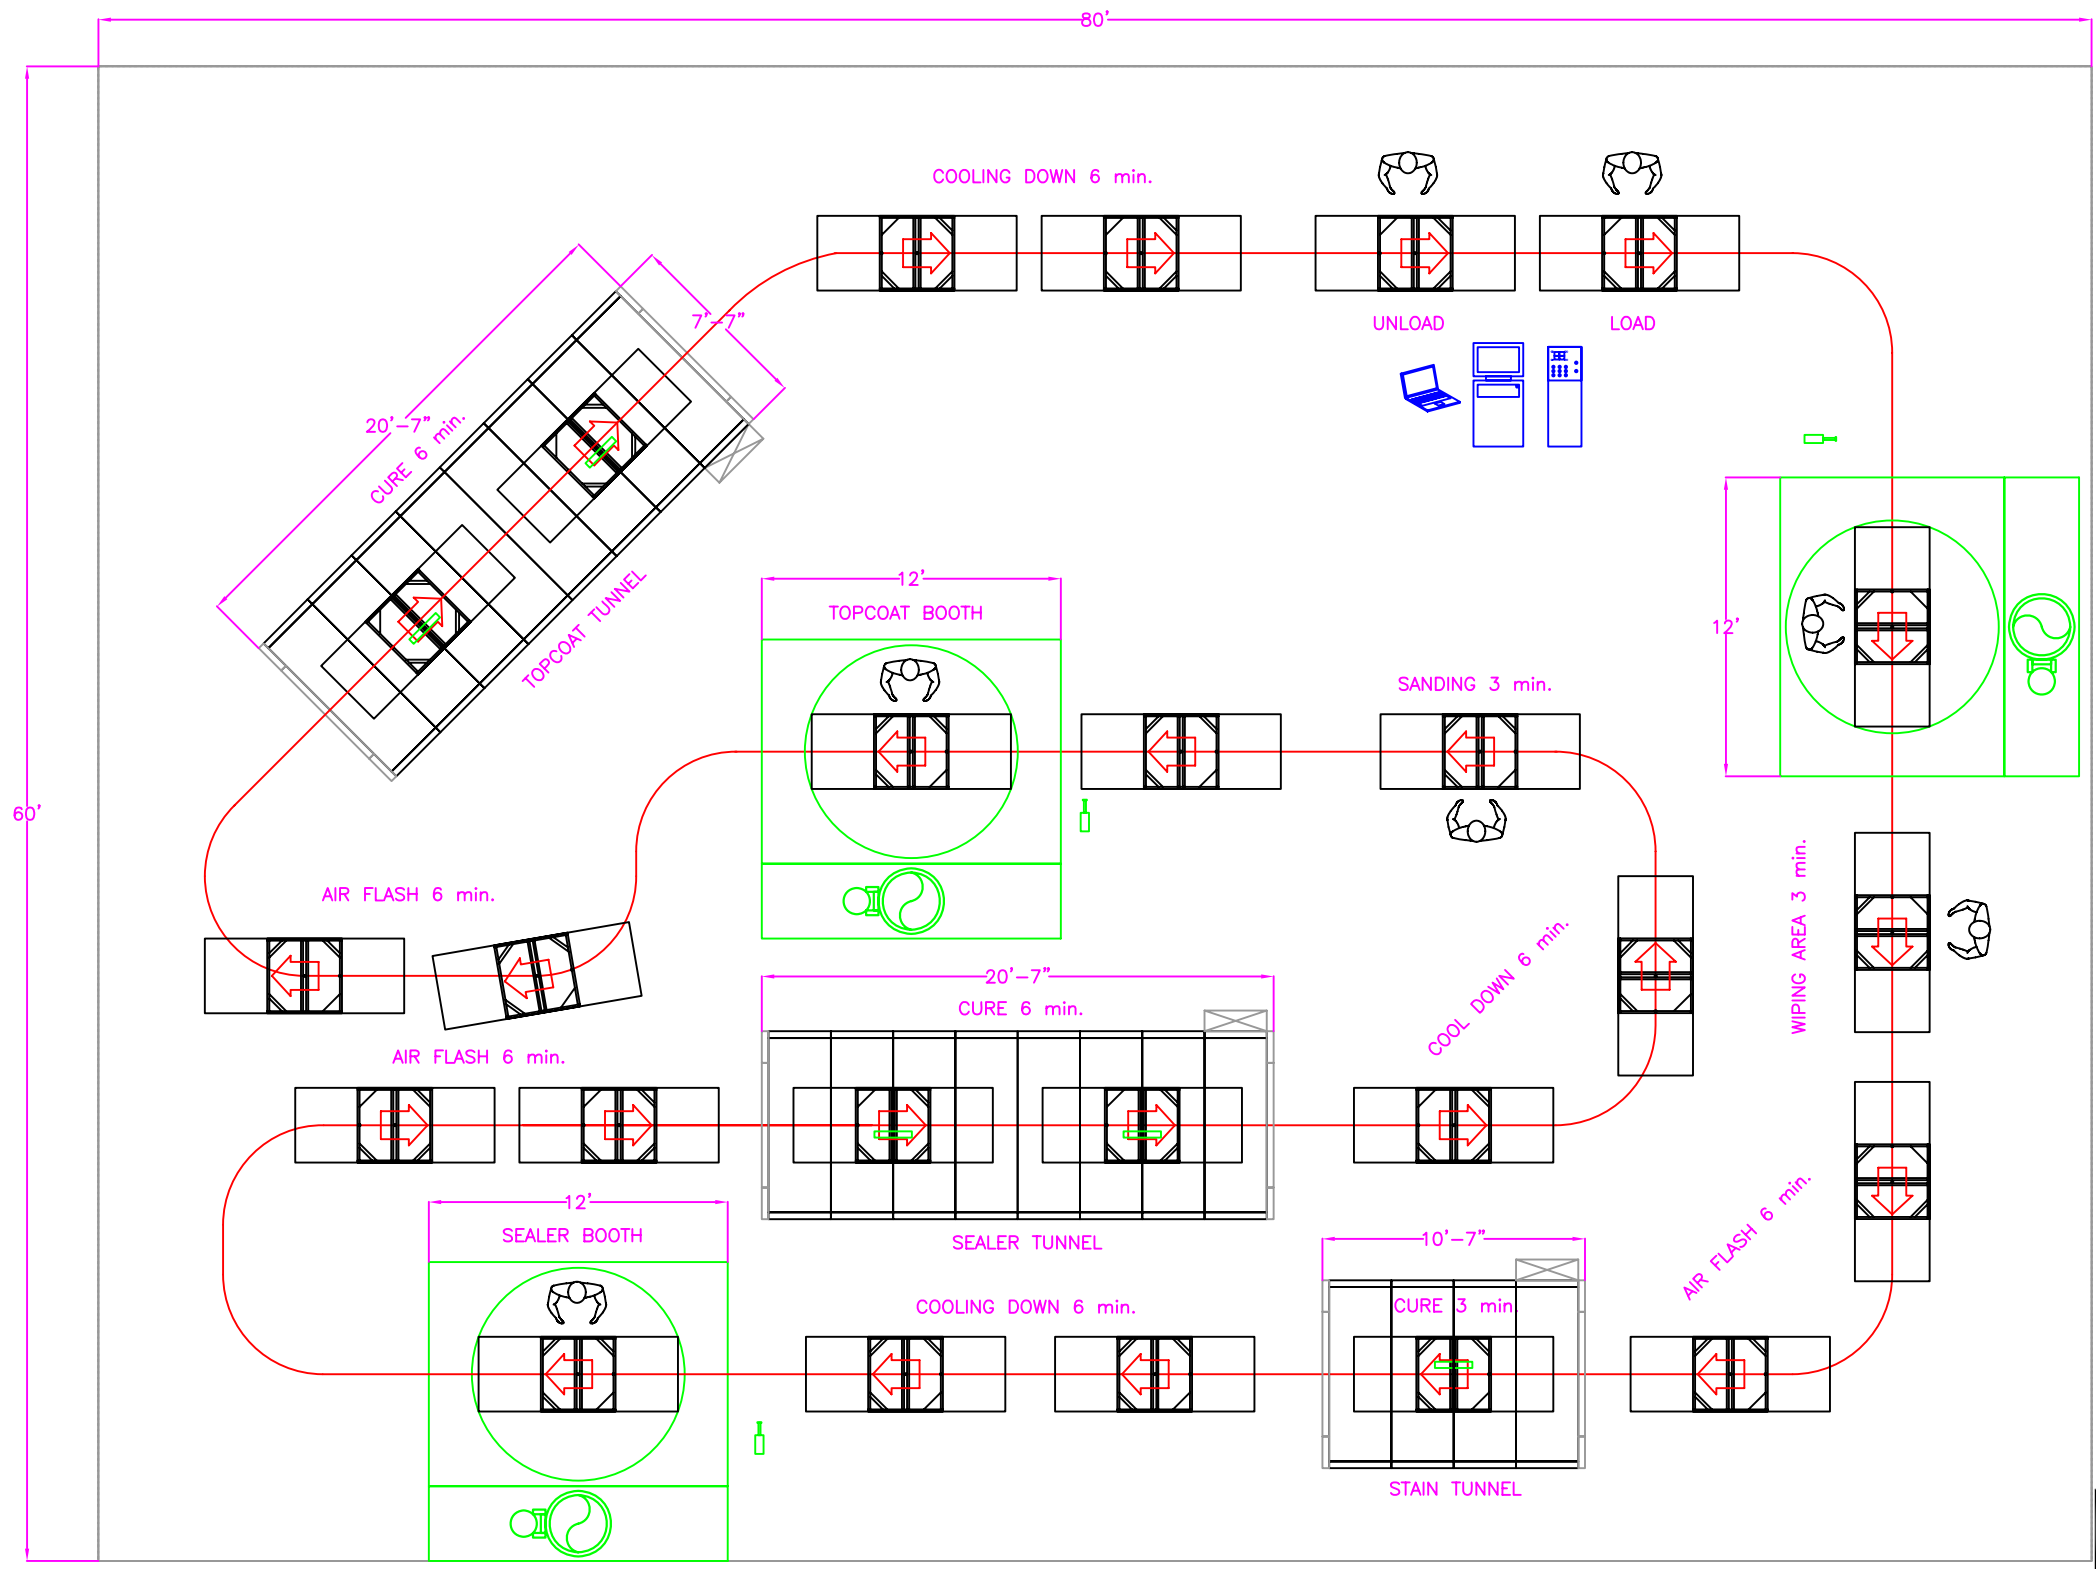 80'
COOLING DOWN 6 min.
UNLOAD
LOAD
7'-7"
20'-7"
CURE 6 min.
TOPCOAT TUNNEL
12'
TOPCOAT BOOTH
12'
SANDING 3 min.
60'
AIR FLASH 6 min.
WIPING AREA 3 min.
COOL DOWN 6 min.
20'-7"
CURE 6 min.
AIR FLASH 6 min.
12'
SEALER BOOTH
SEALER TUNNEL
10'-7"
AIR FLASH 6 min.
COOLING DOWN 6 min.
CURE 3 min.
STAIN TUNNEL